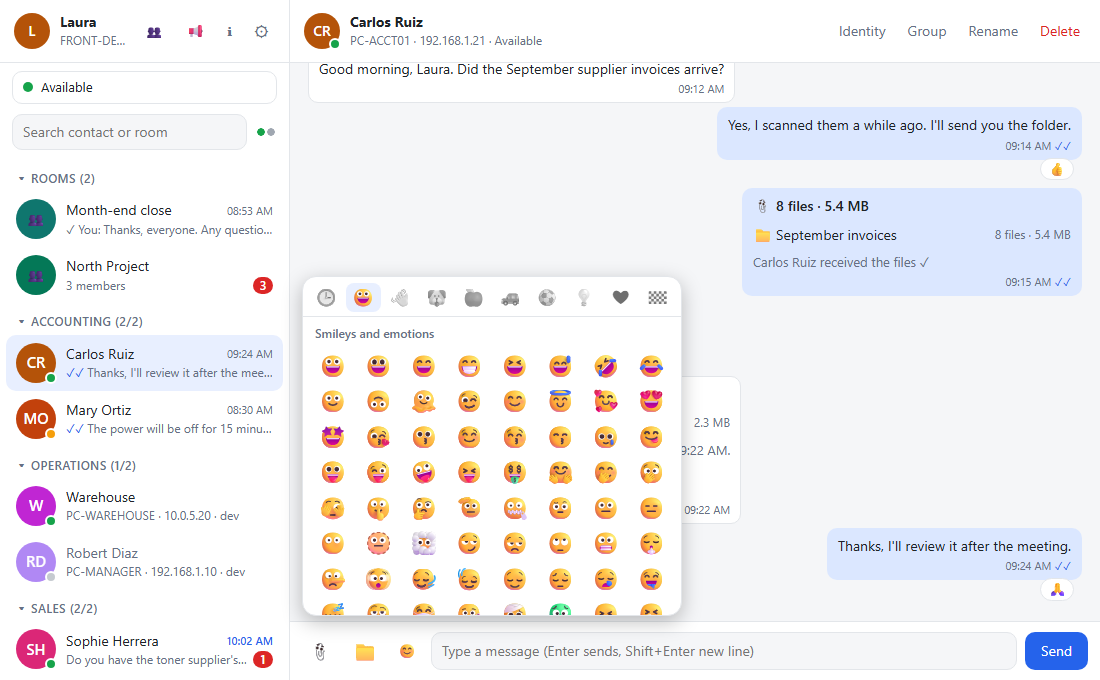 L
Laura
FRONT-DE...
Available
Search contact or room
ROOMS (2)
Month-end close
08:53 AM
✓ You: Thanks, everyone. Any questio...
North Project
3 members
3
ACCOUNTING (2/2)
CR
Carlos Ruiz
09:24 AM
✓✓ Thanks, I'll review it after the mee...
MO
Mary Ortiz
08:30 AM
✓✓ The power will be off for 15 minu...
OPERATIONS (1/2)
W
Warehouse
PC-WAREHOUSE · 10.0.5.20 · dev
RD
Robert Diaz
PC-MANAGER · 192.168.1.10 · dev
SALES (2/2)
SH
Sophie Herrera
10:02 AM
Do you have the toner supplier's...
1
CR
Carlos Ruiz
PC-ACCT01 · 192.168.1.21 · Available
Identity
Group
Rename
Delete
Good morning, Laura. Did the September supplier invoices arrive?
09:12 AM
Yes, I scanned them a while ago. I'll send you the folder.
09:14 AM ✓✓
8 files · 5.4 MB
September invoices
8 files · 5.4 MB
Carlos Ruiz received the files ✓
09:15 AM ✓✓
Smileys and emotions
2.3 MB
9:22 AM.
09:22 AM
Thanks, I'll review it after the meeting.
09:24 AM ✓✓
Type a message (Enter sends, Shift+Enter new line)
Send